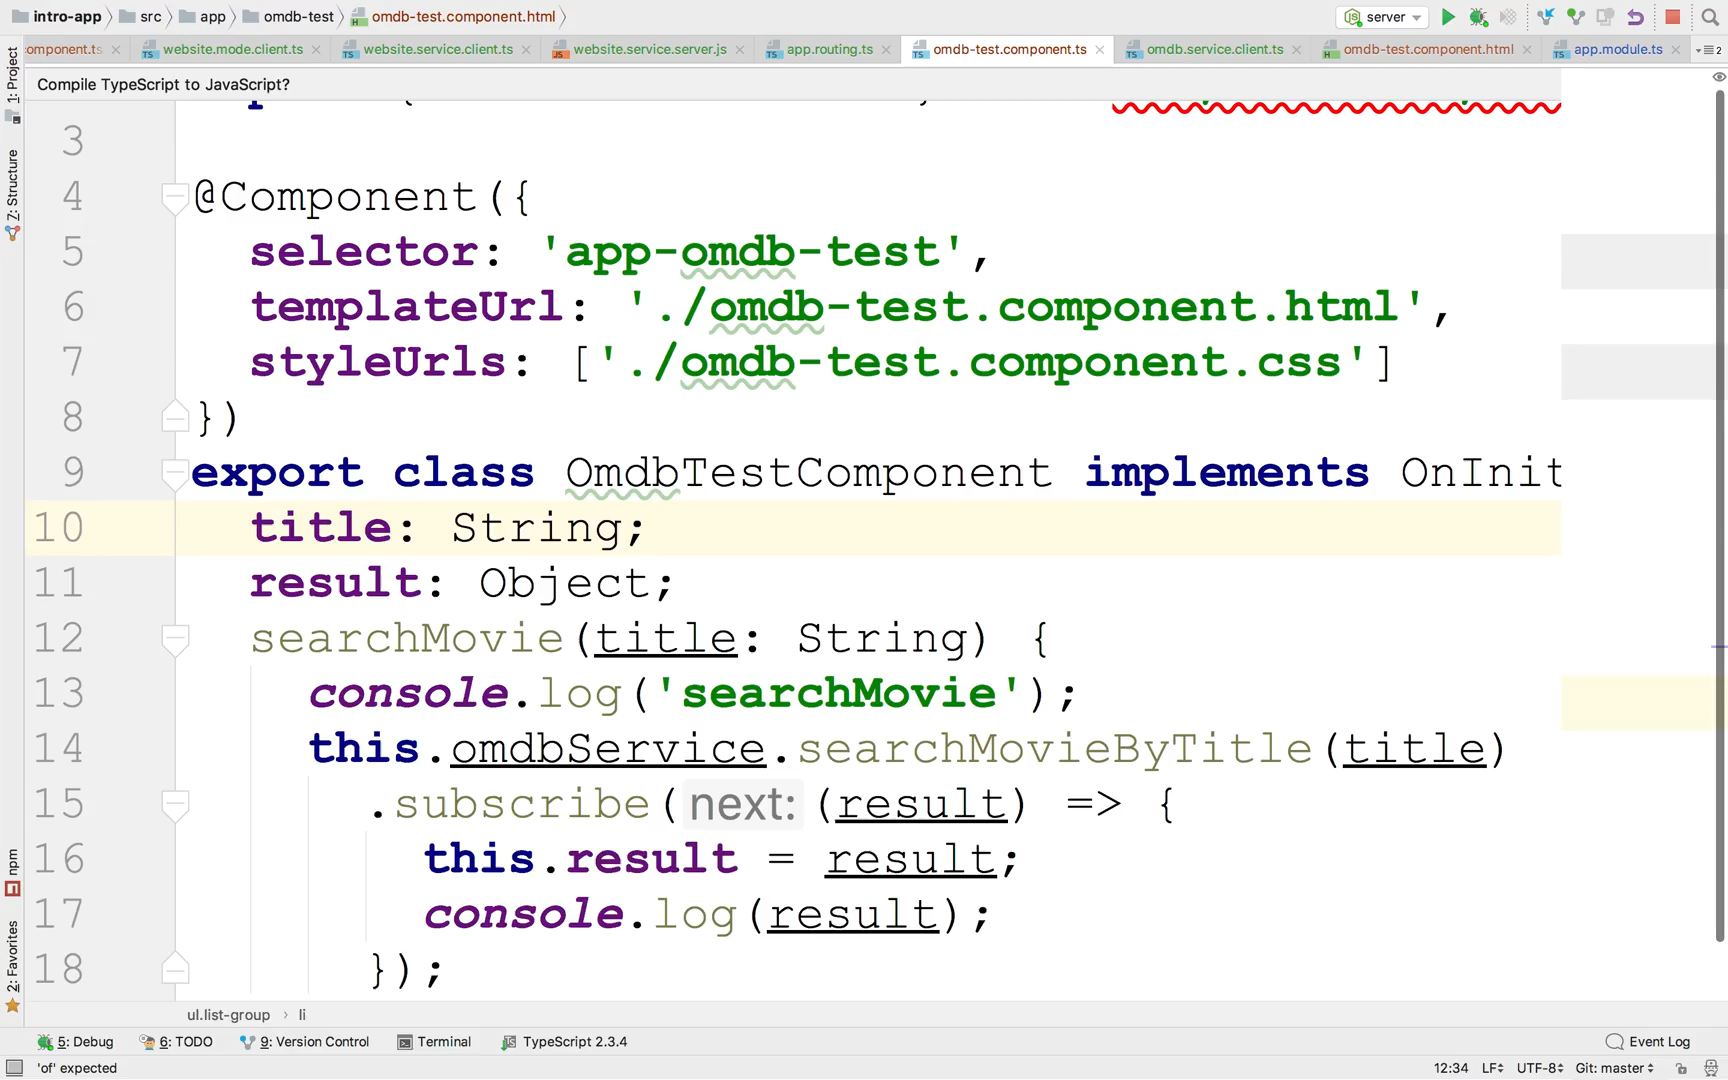 intro-app src app omdb-test omdb-test.component.html server
omponent.ts website.mode.client.ts website.service.client.ts website.service.server.js app.routing.ts omdb-test.component.ts omdb.service.client.ts omdb-test.component.html app.module.ts 2
Compile TypeScript to JavaScript?
3
4 @Component({
5 selector: 'app-omdb-test',
6 templateUrl: './omdb-test.component.html',
7 styleUrls: ['./omdb-test.component.css']
8 })
9 export class OmdbTestComponent implements OnInit
10 title: String;
11 result: Object;
12 searchMovie(title: String) {
13 console.log('searchMovie');
14 this.omdbService.searchMovieByTitle(title)
15 .subscribe( next: (result) => {
16 this.result = result;
17 console.log(result);
18 });
1: Project
7: Structure
npm
2: Favorites
ul.list-group › li
5: Debug 6: TODO 9: Version Control Terminal TypeScript 2.3.4 Event Log
'of' expected 12:34 LF UTF-8 Git: master